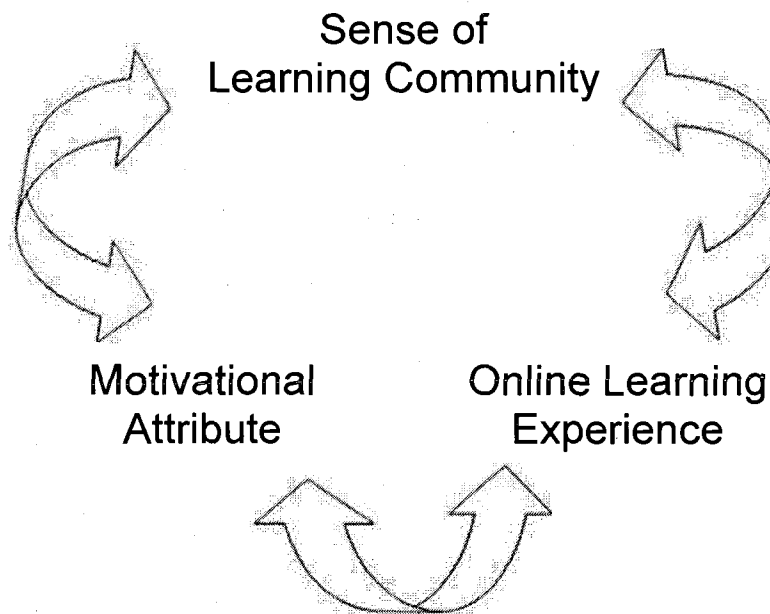 Sense of
Learning Community
Motivational
Attribute
Online Learning
Experience